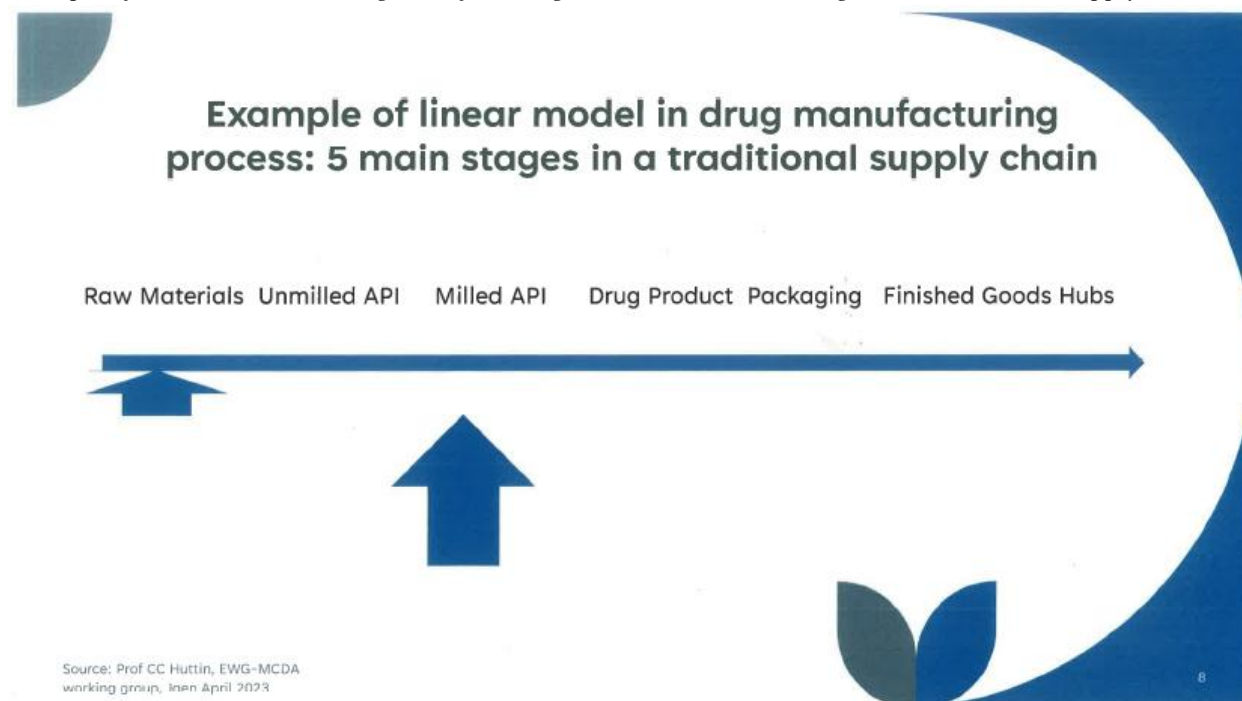 Example of linear model in drug manufacturing
process: 5 main stages in a traditional supply chain
Raw Materials Unmilled API Milled API Drug Product Packaging Finished Goods Hubs
Source: Prof CC Huttin, EWG-MCDA
working group, April 2023
8